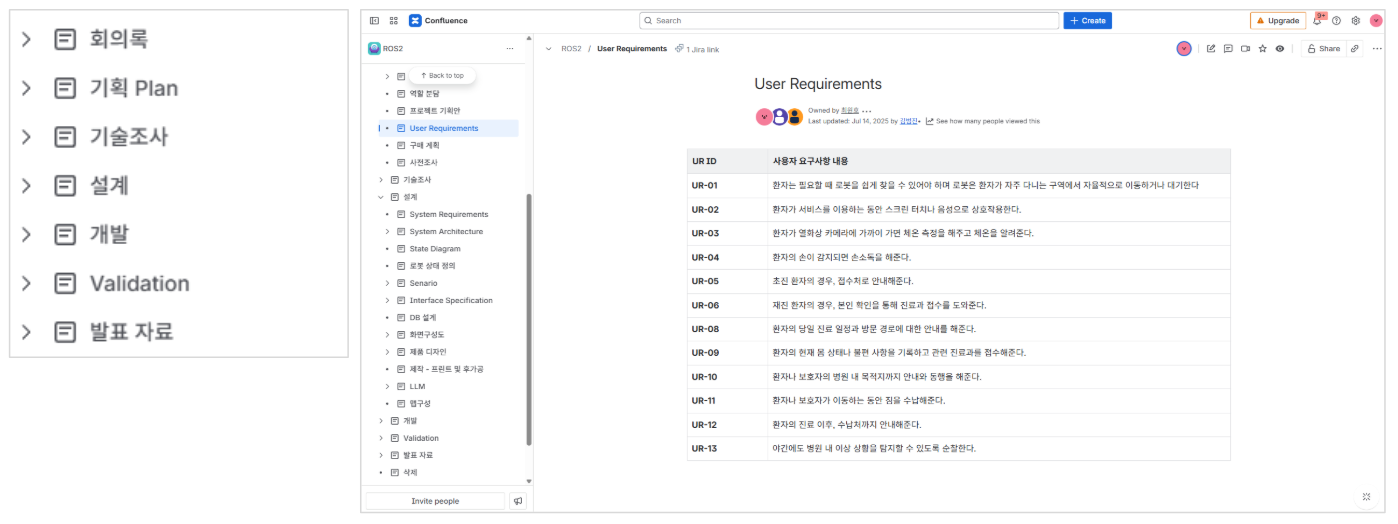 회의록
기획 Plan
기술조사
설계
개발
Validation
발표 자료
Confluence
Search
+ Create
Upgrade
9+
ROS2
ROS2 / User Requirements
1 Jira link
Share
↑ Back to top
역할 분담
프로젝트 기획안
User Requirements
구매 계획
사전조사
기술조사
설계
System Requirements
System Architecture
State Diagram
로봇 상태 정의
Senario
Interface Specification
DB 설계
화면구성도
제품 디자인
제작 - 프린트 및 후가공
LLM
맵구성
개발
Validation
발표 자료
삭제
Invite people
User Requirements
Owned by 최원호
Last updated: Jul 14, 2025 by 김명진 See how many people viewed this
UR ID 사용자 요구사항 내용
UR-01 환자는 필요할 때 로봇을 쉽게 찾을 수 있어야 하며 로봇은 환자가 자주 다니는 구역에서 자율적으로 이동하거나 대기한다
UR-02 환자가 서비스를 이용하는 동안 스크린 터치나 음성으로 상호작용한다.
UR-03 환자가 열화상 카메라에 가까이 가면 체온 측정을 해주고 체온을 알려준다.
UR-04 환자의 손이 감지되면 손소독을 해준다.
UR-05 초진 환자의 경우, 접수처로 안내해준다.
UR-06 재진 환자의 경우, 본인 확인을 통해 진료과 접수를 도와준다.
UR-08 환자의 당일 진료 일정과 방문 경로에 대한 안내를 해준다.
UR-09 환자의 현재 몸 상태나 불편 사항을 기록하고 관련 진료과를 접수해준다.
UR-10 환자나 보호자의 병원 내 목적지까지 안내와 동행을 해준다.
UR-11 환자나 보호자가 이동하는 동안 짐을 수납해준다.
UR-12 환자의 진료 이후, 수납처까지 안내해준다.
UR-13 야간에도 병원 내 이상 상황을 탐지할 수 있도록 순찰한다.